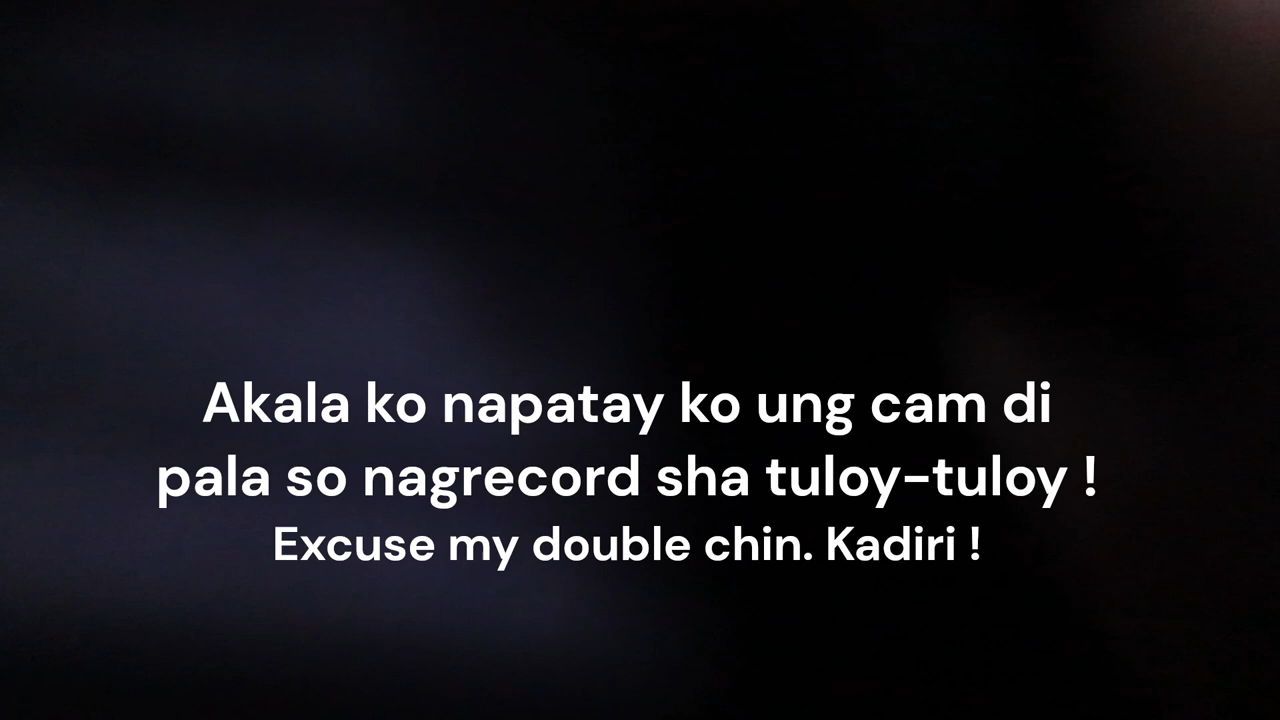 Akala ko napatay ko ung cam di
pala so nagrecord sha tuloy-tuloy !
Excuse my double chin. Kadiri !